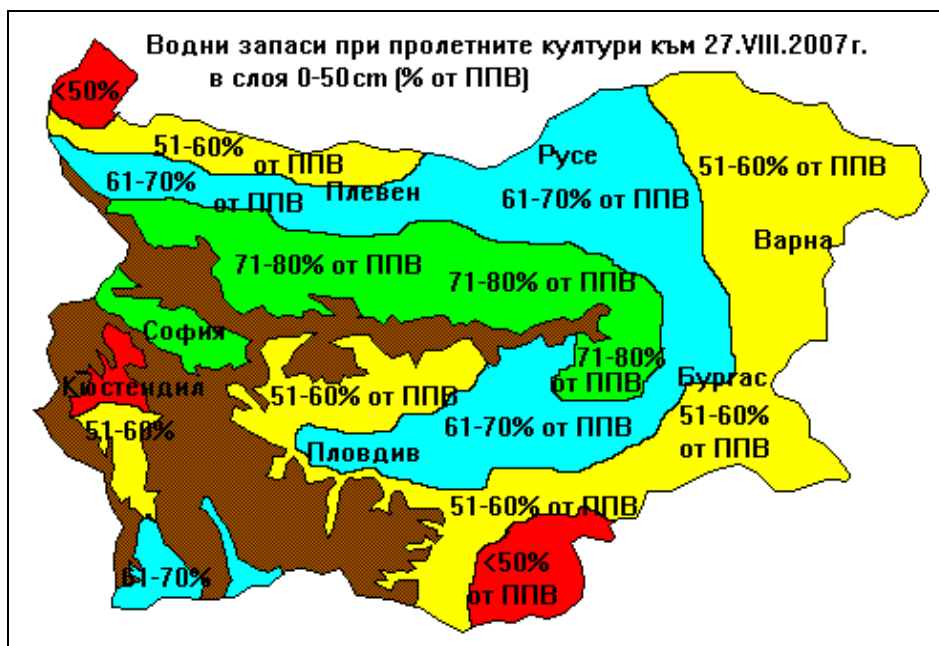 Водни запаси при пролетните култури към 27.VIII.2007г.
в слоя 0-50cm (% от ППВ)
<50%
51-60%
от ППВ
Русе
51-60% от ППВ
61-70%
от ППВ
Плевен
61-70% от ППВ
Варна
71-80% от ППВ
71-80% от ППВ
София
71-80%
от ППВ
Кюстендил
Бургас
51-60% от ППВ
51-60%
от ППВ
51-60%
61-70% от ППВ
Пловдив
51-60% от ППВ
<50%
от ППВ
61-70%